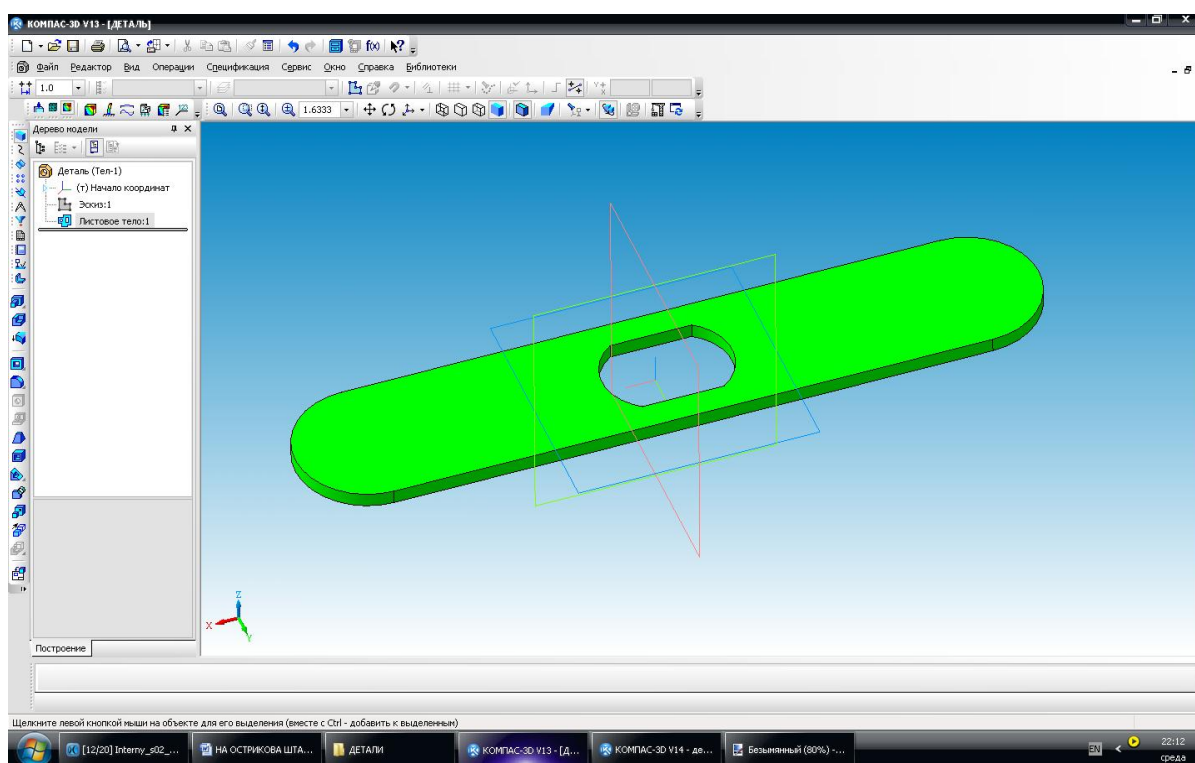 КОМПАС-3D V13 - [ДЕТАЛЬ]
Файл Редактор Вид Операции Спецификация Сервис Окно Справка Библиотеки
1.0
1.6333
Дерево модели
Деталь (Тел-1)
(т) Начало координат
Эскиз:1
Листовое тело:1
Z
X
Y
Построение
Щелкните левой кнопкой мыши на объекте для его выделения (вместе с Ctrl - добавить к выделенным)
[12/20] Interny_s02_...
НА ОСТРИКОВА ШТА...
ДЕТАЛИ
КОМПАС-3D V13 - [Д...
КОМПАС-3D V14 - де...
Безымянный (80%) -...
EN
22:12
среда